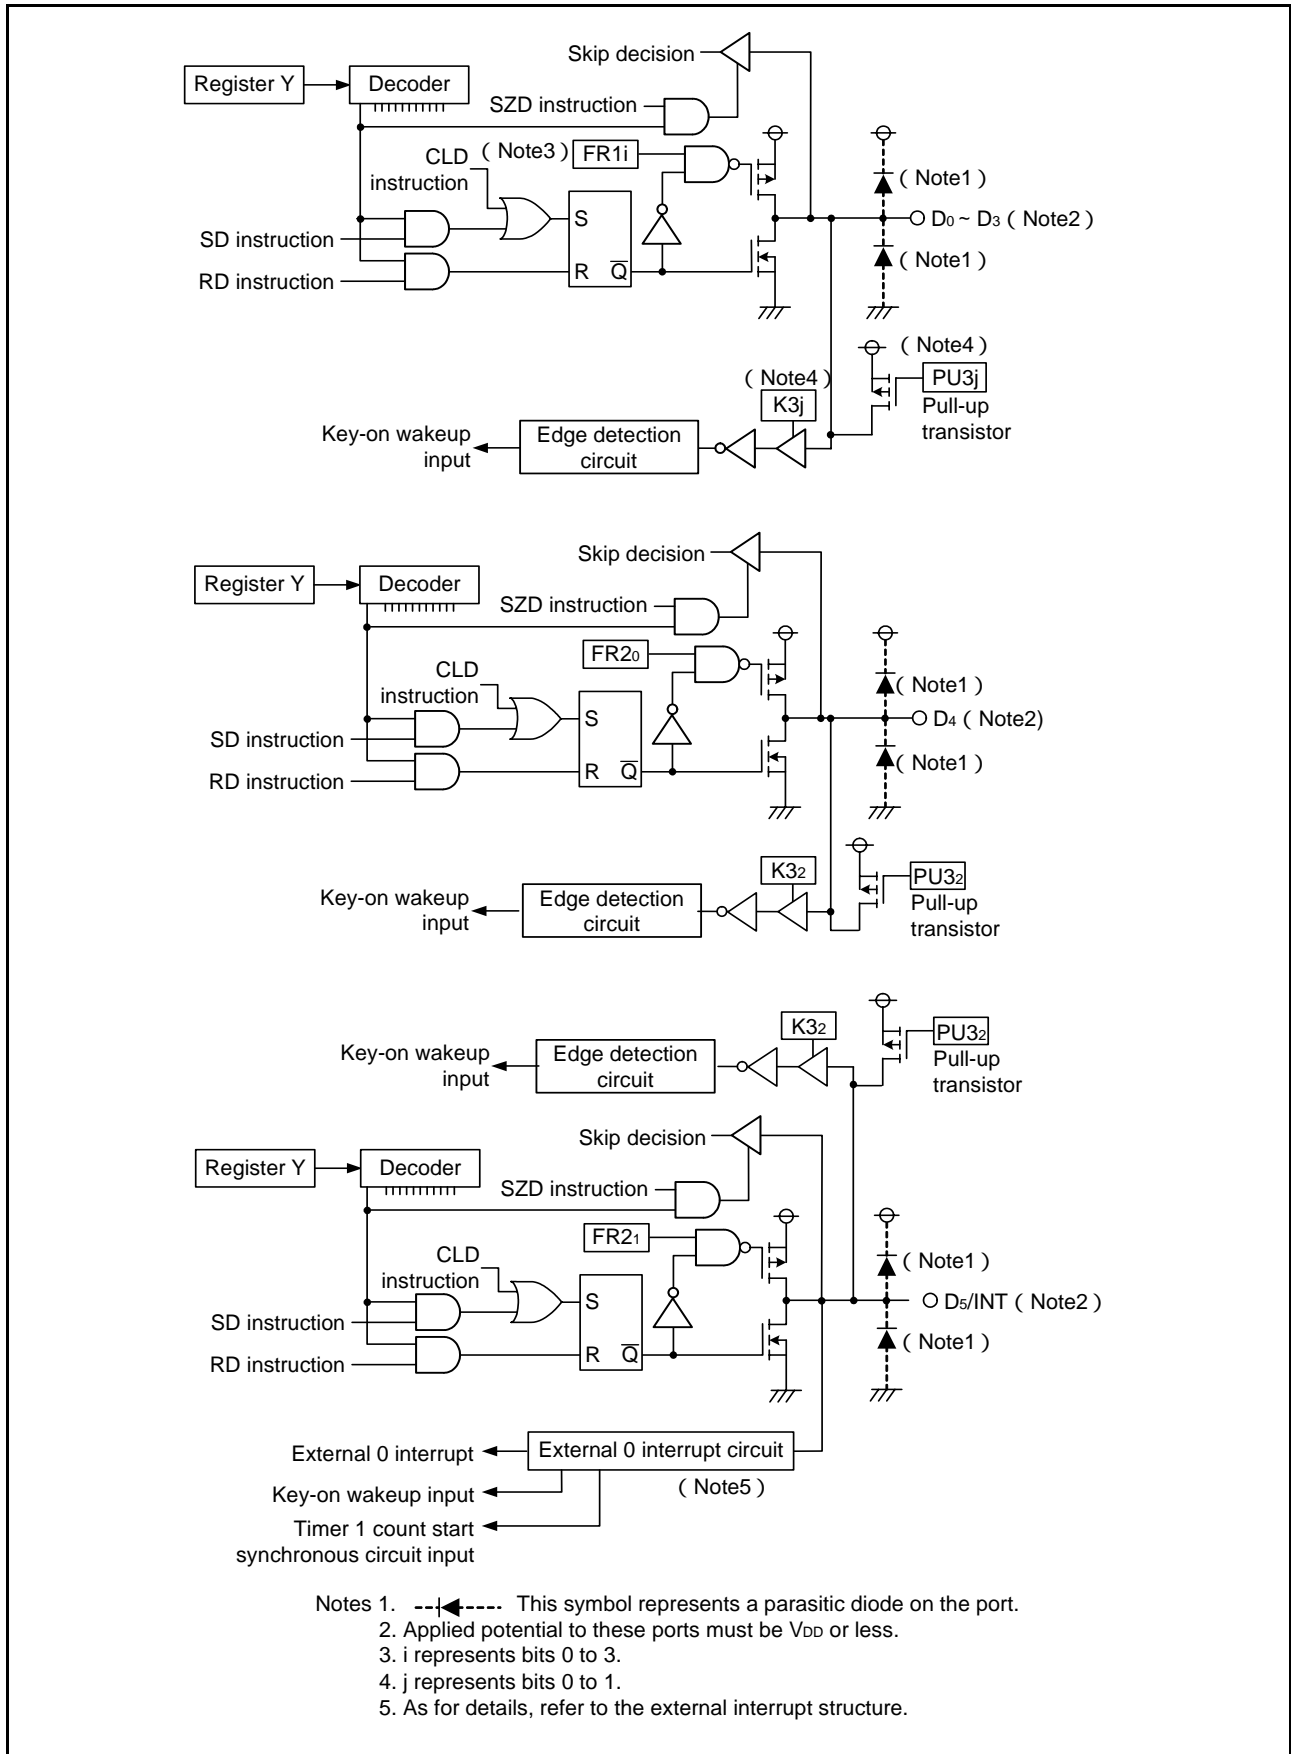 Skip decision
Register Y
Decoder
SZD instruction
( Note3 )
FR1i
CLD
instruction
( Note1 )
S
D0 ~ D3 ( Note2 )
SD instruction
( Note1 )
R
Q
RD instruction
( Note4 )
( Note4 )
PU3j
K3j
Pull-up
transistor
Key-on wakeup
input
Edge detection
circuit
Skip decision
Register Y
Decoder
SZD instruction
FR20
CLD
instruction
( Note1 )
S
D4 ( Note2)
SD instruction
( Note1 )
R
Q
RD instruction
K32
PU32
Pull-up
transistor
Key-on wakeup
input
Edge detection
circuit
K32
PU32
Pull-up
transistor
Key-on wakeup
input
Edge detection
circuit
Skip decision
Register Y
Decoder
SZD instruction
FR21
CLD
instruction
( Note1 )
S
D5/INT ( Note2 )
SD instruction
( Note1 )
R
Q
RD instruction
External 0 interrupt
External 0 interrupt circuit
( Note5 )
Key-on wakeup input
Timer 1 count start
synchronous circuit input
Notes 1. This symbol represents a parasitic diode on the port.
2. Applied potential to these ports must be VDD or less.
3. i represents bits 0 to 3.
4. j represents bits 0 to 1.
5. As for details, refer to the external interrupt structure.